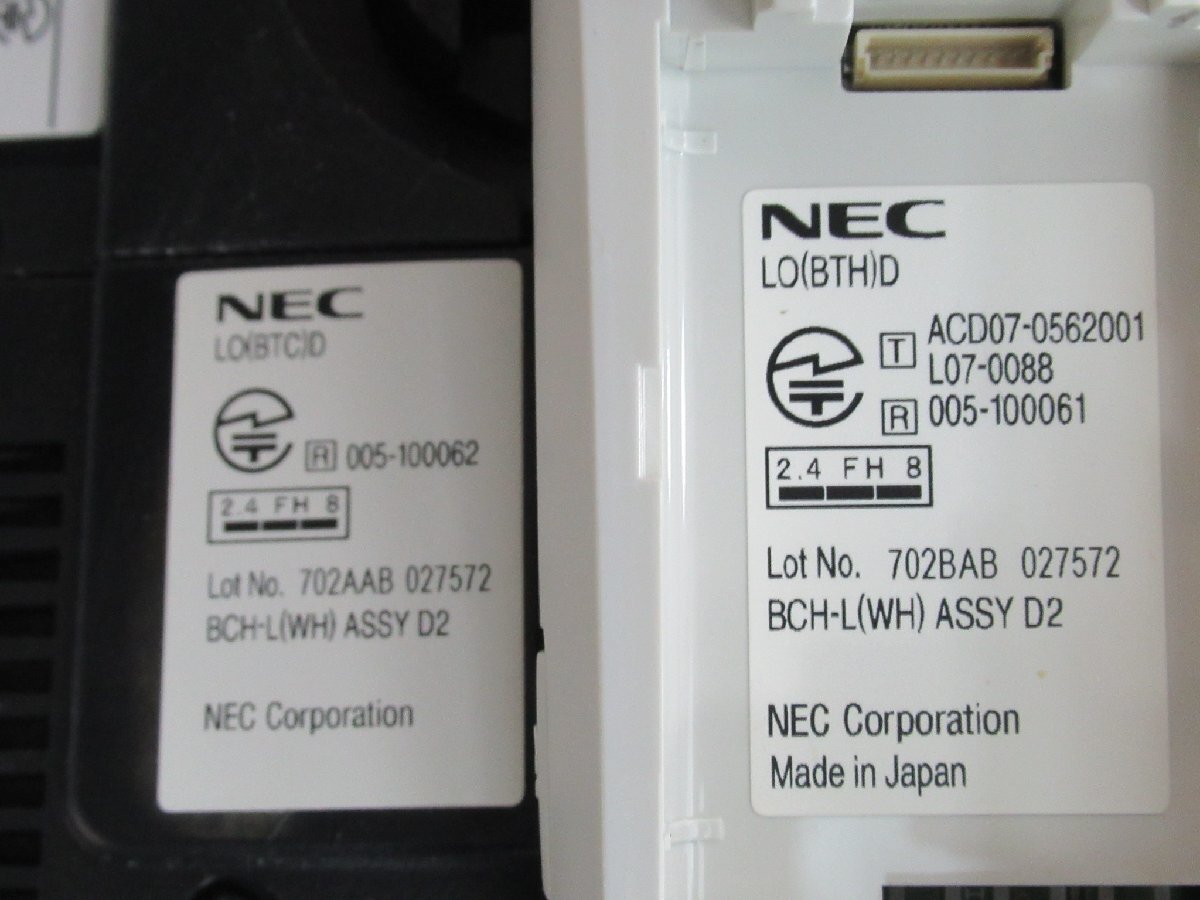 NEC
LO(BTC)D
R 005-100062
2.4 FH 8
Lot No. 702AAB 027572
BCH-L(WH) ASSY D2
NEC Corporation
NEC
LO(BTH)D
T ACD07-0562001
L07-0088
R 005-100061
2.4 FH 8
Lot No. 702BAB 027572
BCH-L(WH) ASSY D2
NEC Corporation
Made in Japan